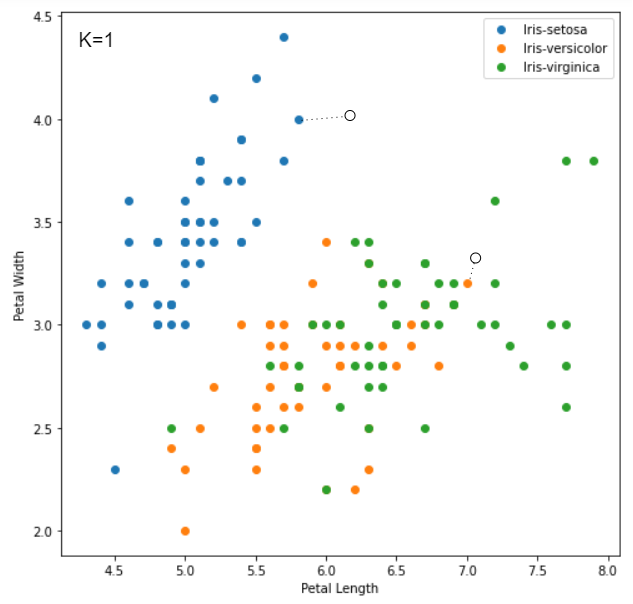 K=1
Iris-setosa
Iris-versicolor
Iris-virginica
4.5
4.0
3.5
3.0
2.5
2.0
Petal Width
4.5 5.0 5.5 6.0 6.5 7.0 7.5 8.0
Petal Length